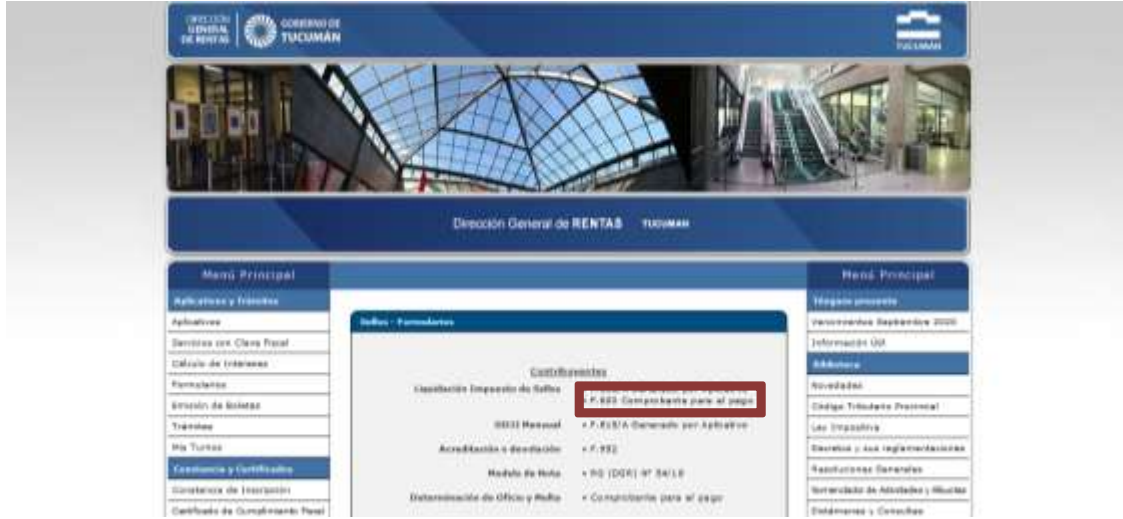 DIRECCIÓN
GENERAL
DE RENTAS
GOBIERNO DE
TUCUMÁN
TUCUMÁN
Dirección General de RENTAS TUCUMAN
Menú Principal
Aplicativos y Trámites
Aplicativos
Servicios con Clave Fiscal
Cálculo de Intereses
Formularios
Emisión de Boletas
Trámites
Mis Turnos
Constancia y Certificados
Constancia de Inscripción
Certificado de Cumplimiento Fiscal
Sellos - Formularios
Contribuyentes
Liquidación Impuesto de Sellos
• F.600 Comprobante para el pago
DDJJ Mensual • F.615/A Generado por Aplicativo
Acreditación o devolución • F.952
Modelo de Nota • RG (DGR) Nº 54/10
Determinación de Oficio y Multa • Comprobante para el pago
Menú Principal
Téngase presente
Vencimientos Septiembre 2020
Información Útil
Biblioteca
Novedades
Código Tributario Provincial
Ley Impositiva
Decretos y sus reglamentaciones
Resoluciones Generales
Nomenclador de Actividades y Alícuotas
Dictámenes y Consultas